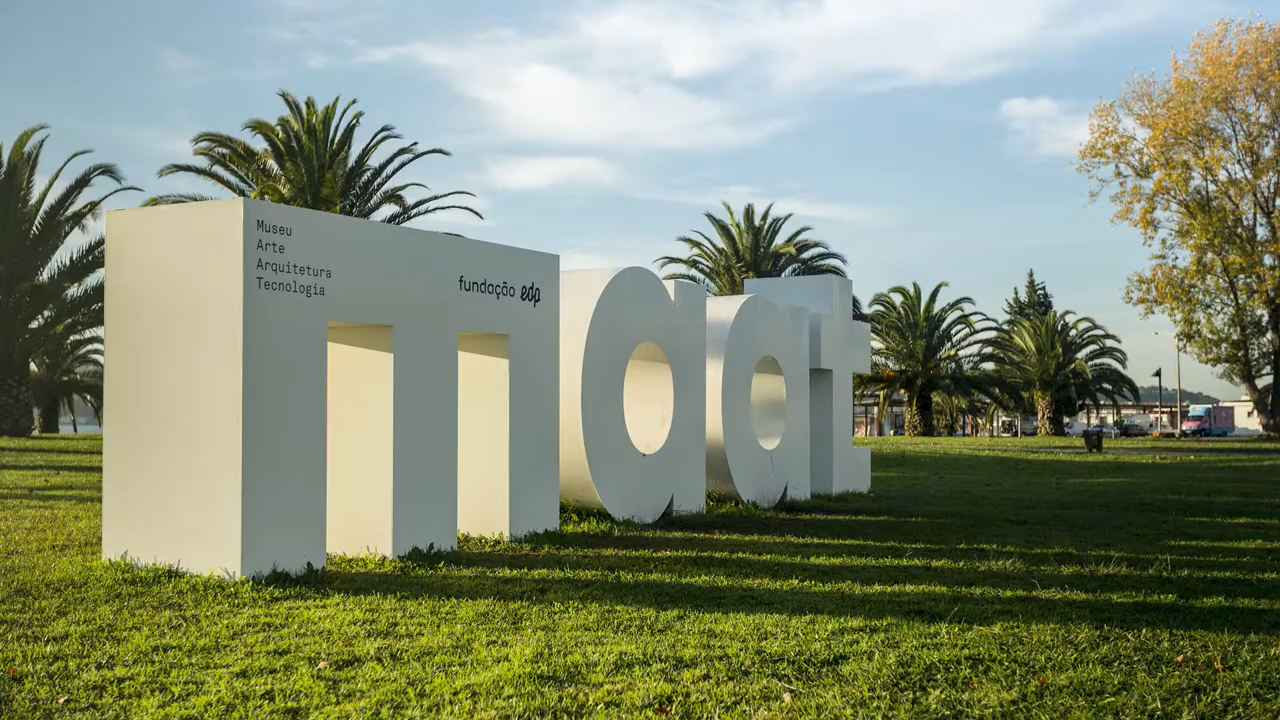 Museu
Arte
Arquitetura
Tecnologia
fundação edp
maat